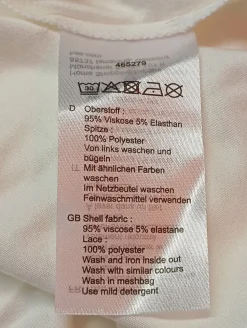 465279
30
D Oberstoff :
95% Viskose 5% Elasthan
Spitze :
100% Polyester
Von links waschen und
bügeln
Mit ähnlichen Farben
waschen
Im Netzbeutel waschen
Feinwaschmittel verwenden
GB Shell fabric :
95% viscose 5% elastane
Lace :
100% polyester
Wash and iron inside out
Wash with similar colours
Wash in meshbag
Use mild detergent